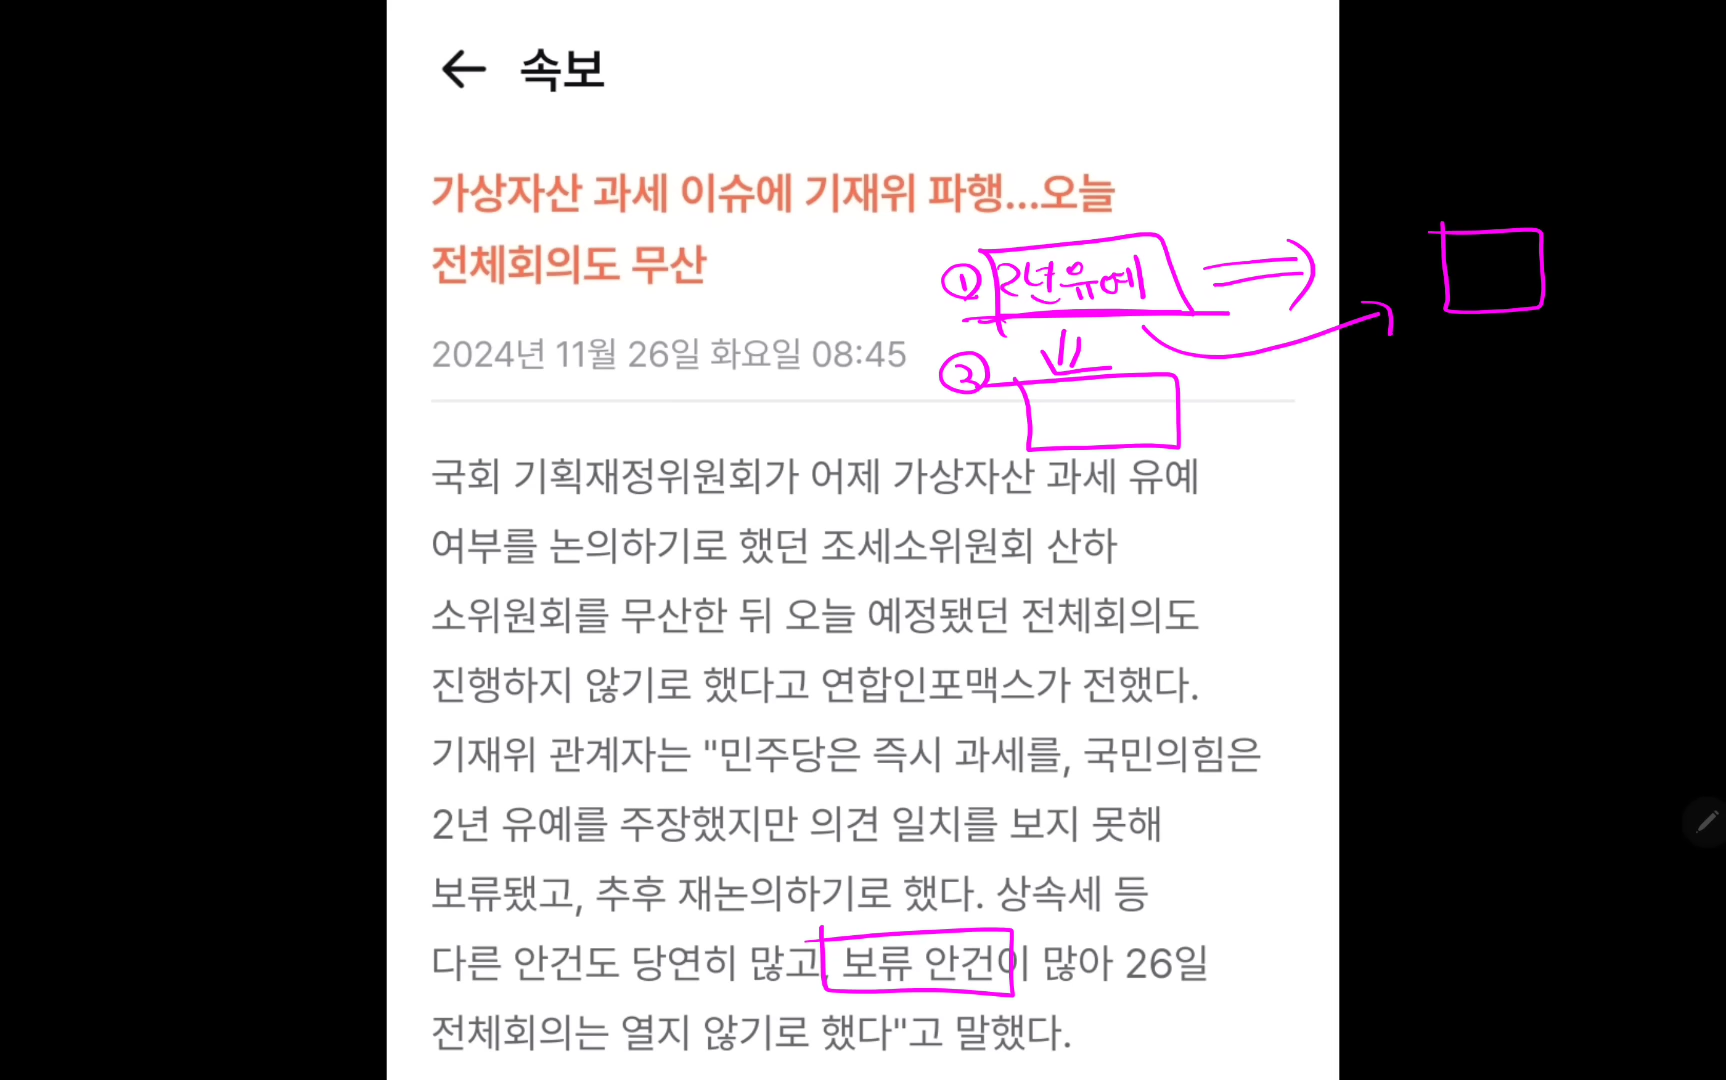 속보
가상자산 과세 이슈에 기재위 파행...오늘
전체회의도 무산
① 2년유예
2024년 11월 26일 화요일 08:45
②
국회 기획재정위원회가 어제 가상자산 과세 유예
여부를 논의하기로 했던 조세소위원회 산하
소위원회를 무산한 뒤 오늘 예정됐던 전체회의도
진행하지 않기로 했다고 연합인포맥스가 전했다.
기재위 관계자는 "민주당은 즉시 과세를, 국민의힘은
2년 유예를 주장했지만 의견 일치를 보지 못해
보류됐고, 추후 재논의하기로 했다. 상속세 등
다른 안건도 당연히 많고, 보류 안건이 많아 26일
전체회의는 열지 않기로 했다"고 말했다.